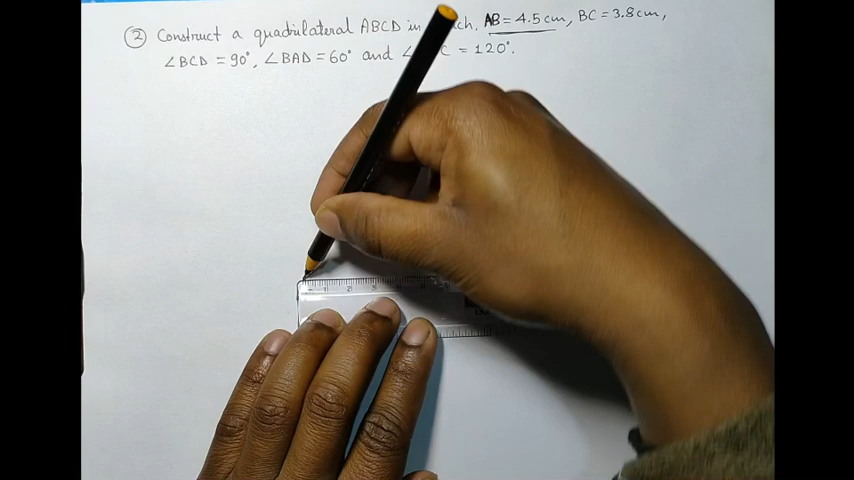 ② Construct a quadrilateral ABCD in ch. AB = 4.5 cm, BC = 3.8 cm,
∠BCD = 90°, ∠BAD = 60° and ∠ C = 120°.